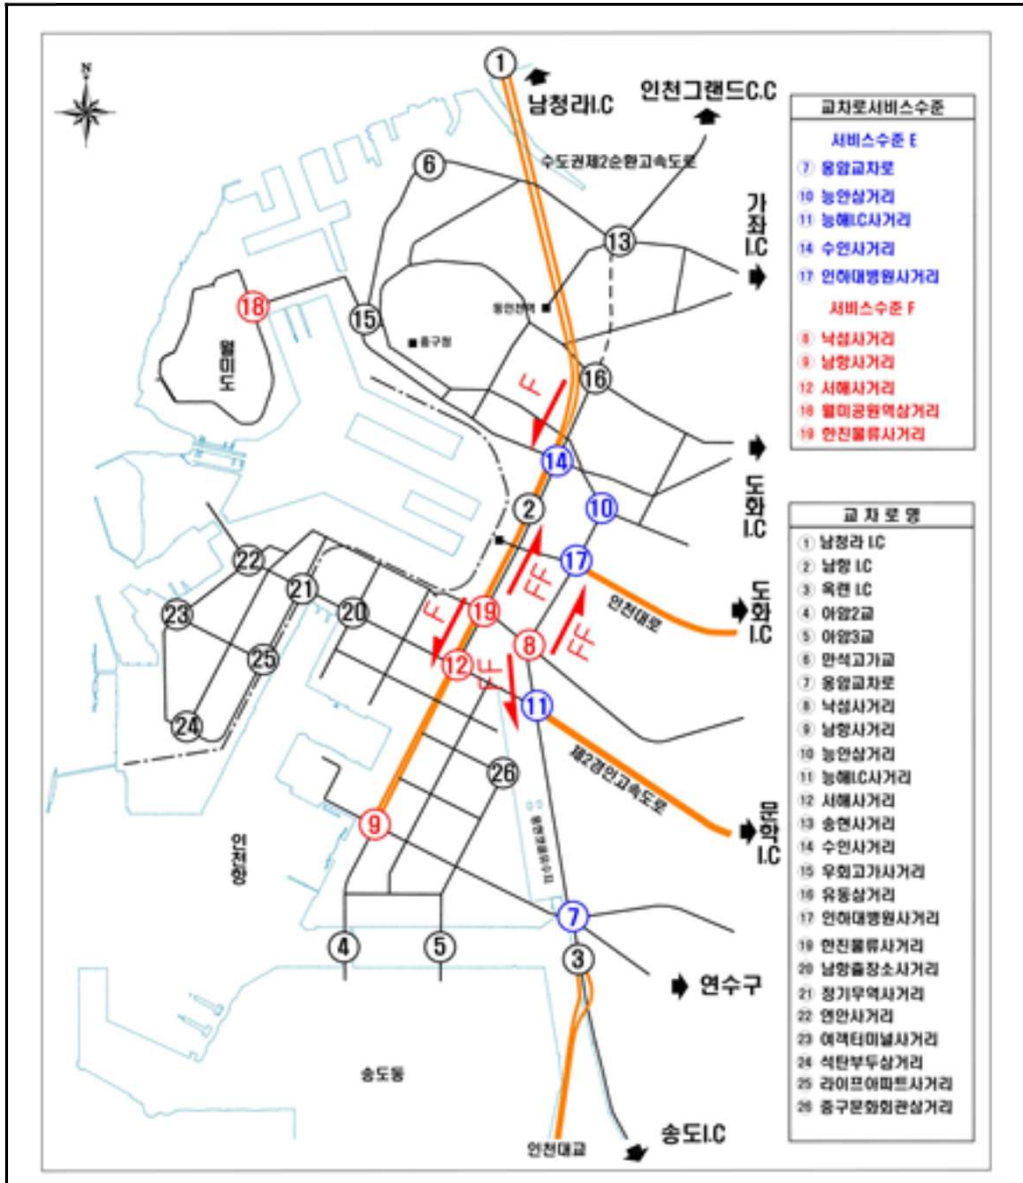 N
1
남청라I.C
인천그랜드C.C
수도권제2순환고속도로
6
13
가좌I.C
18
15
동인천역
중구청
월미도
16
F
14
도화I.C
2
10
17
FF
인천대로
도화I.C
22
21
20
23
25
24
F
19
12
8
FF
FF
11
제2경인고속도로
문학I.C
26
9
인천항
7
4
5
3
연수구
송도동
인천대교
송도I.C
교차로서비스수준
서비스수준 E
7 옹암교차로
10 능안삼거리
11 능해I.C사거리
14 수인사거리
17 인하대병원사거리
서비스수준 F
8 낙섬사거리
9 남항사거리
12 서해사거리
18 월미공원역삼거리
19 한진물류사거리
교 차 로 명
1 남청라 I.C
2 남항 I.C
3 옥련 I.C
4 아암2교
5 아암3교
6 만석고가교
7 옹암교차로
8 낙섬사거리
9 남항사거리
10 능안삼거리
11 능해I.C사거리
12 서해사거리
13 송현사거리
14 수인사거리
15 우회고가사거리
16 유동삼거리
17 인하대병원사거리
19 한진물류사거리
20 남항출장소사거리
21 정기무역사거리
22 연안사거리
23 여객터미널사거리
24 석탄부두삼거리
25 라이프아파트사거리
26 중구문화회관삼거리